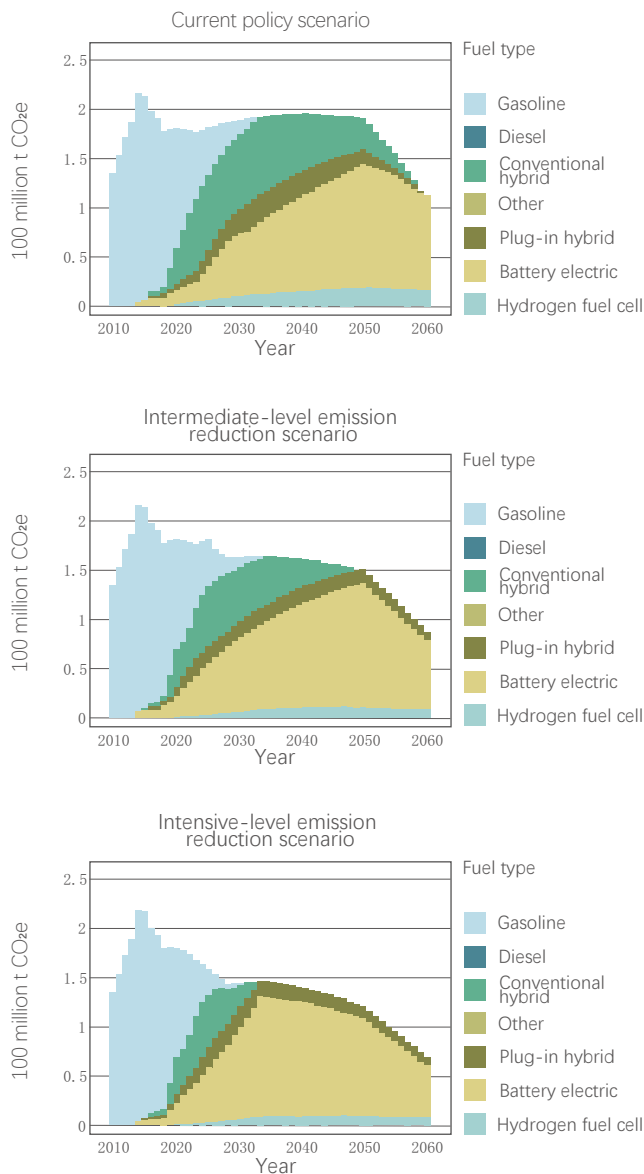 Current policy scenario
Fuel type
100 million t CO₂e
2.5
2
1.5
1
0.5
0
2010 2020 2030 2040 2050 2060
Year
Gasoline
Diesel
Conventional
hybrid
Other
Plug-in hybrid
Battery electric
Hydrogen fuel cell
Intermediate-level emission
reduction scenario
Fuel type
100 million t CO₂e
2.5
2
1.5
1
0.5
0
2010 2020 2030 2040 2050 2060
Year
Gasoline
Diesel
Conventional
hybrid
Other
Plug-in hybrid
Battery electric
Hydrogen fuel cell
Intensive-level emission
reduction scenario
Fuel type
100 million t CO₂e
2.5
2
1.5
1
0.5
0
2010 2020 2030 2040 2050 2060
Year
Gasoline
Diesel
Conventional
hybrid
Other
Plug-in hybrid
Battery electric
Hydrogen fuel cell